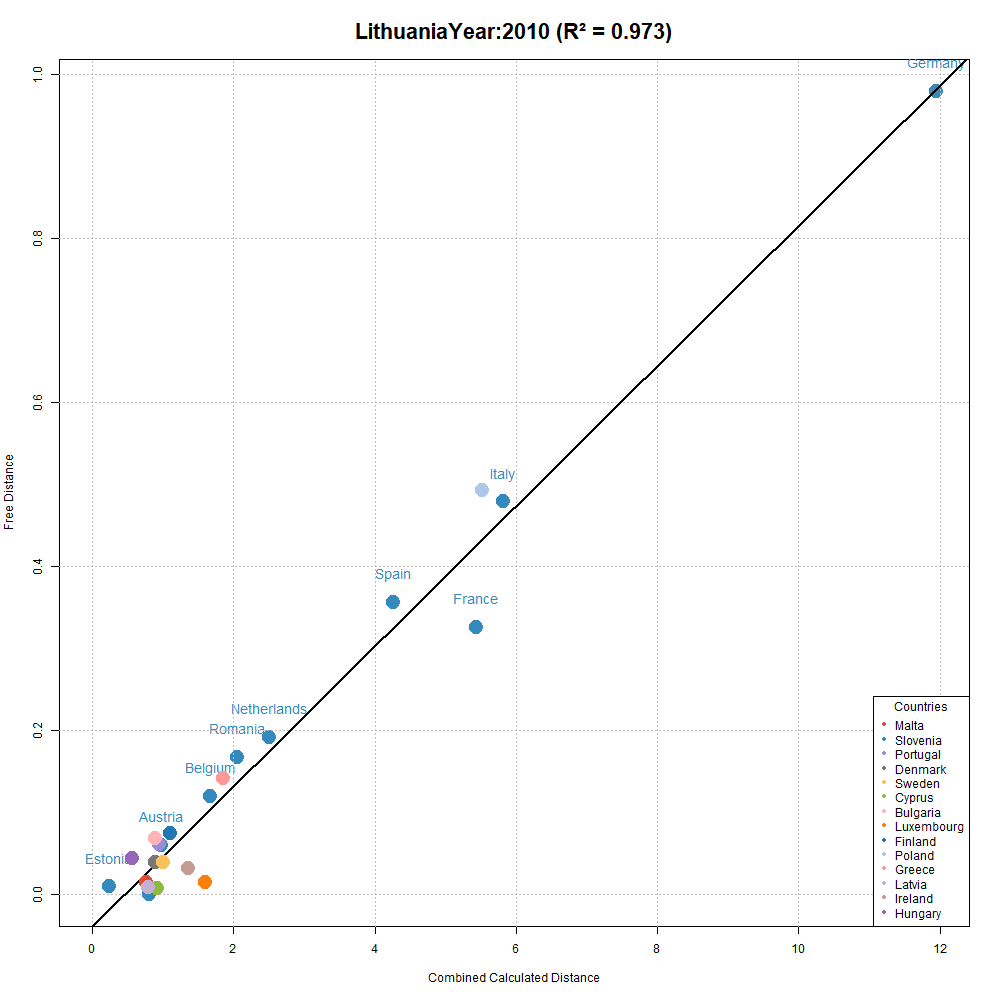 LithuaniaYear:2010 (R² = 0.973)
Germany
Italy
Spain
France
Netherlands
Romania
Belgium
Austria
Estonia
Free Distance
1.0
0.8
0.6
0.4
0.2
0.0
0 2 4 6 8 10 12
Combined Calculated Distance
Countries
Malta
Slovenia
Portugal
Denmark
Sweden
Cyprus
Bulgaria
Luxembourg
Finland
Poland
Greece
Latvia
Ireland
Hungary